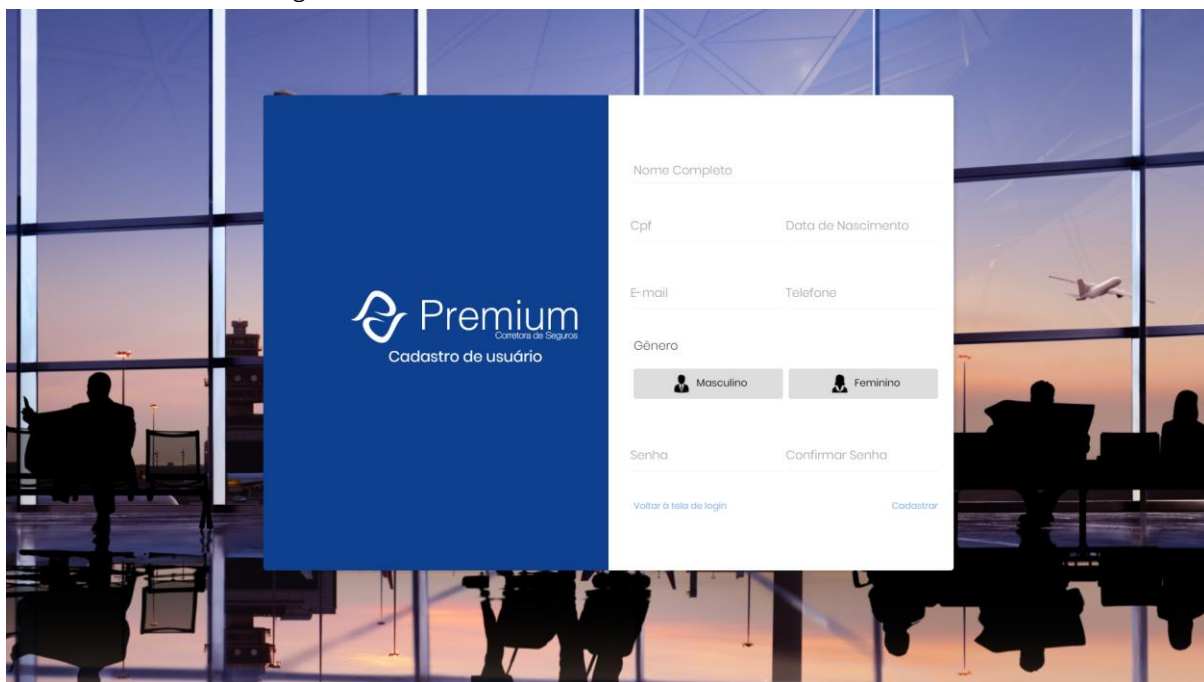 Premium
Corretora de Seguros
Cadastro de usuário
Nome Completo
Cpf Data de Nascimento
E-mail Telefone
Gênero
Masculino Feminino
Senha Confirmar Senha
Voltar à tela de login Cadastrar